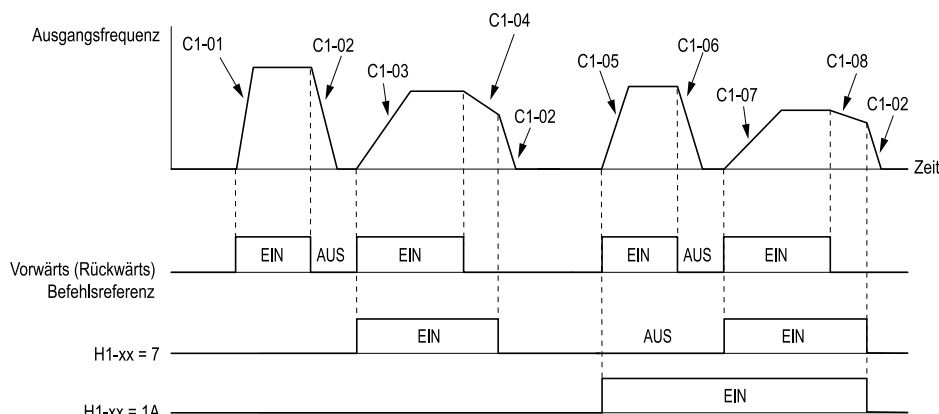 Ausgangsfrequenz
C1-01
C1-02
C1-03
C1-04
C1-02
C1-05
C1-06
C1-07
C1-08
C1-02
Zeit
Vorwärts (Rückwärts)
Befehlsreferenz
EIN
AUS
EIN
EIN
AUS
EIN
H1-xx = 7
EIN
AUS
EIN
H1-xx = 1A
EIN